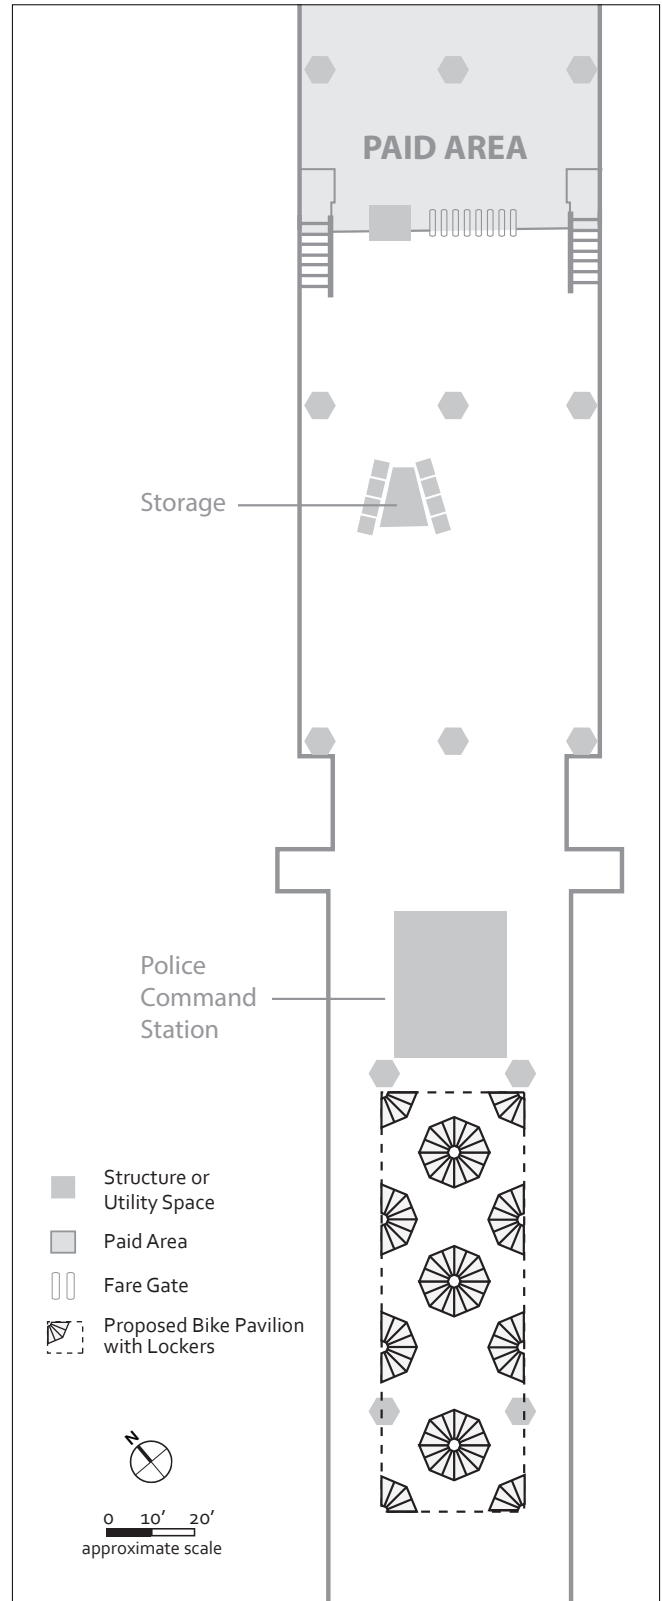 PAID AREA
Storage
Police
Command
Station
Structure or
Utility Space
Paid Area
Fare Gate
Proposed Bike Pavilion
with Lockers
N
0 10’ 20’
approximate scale